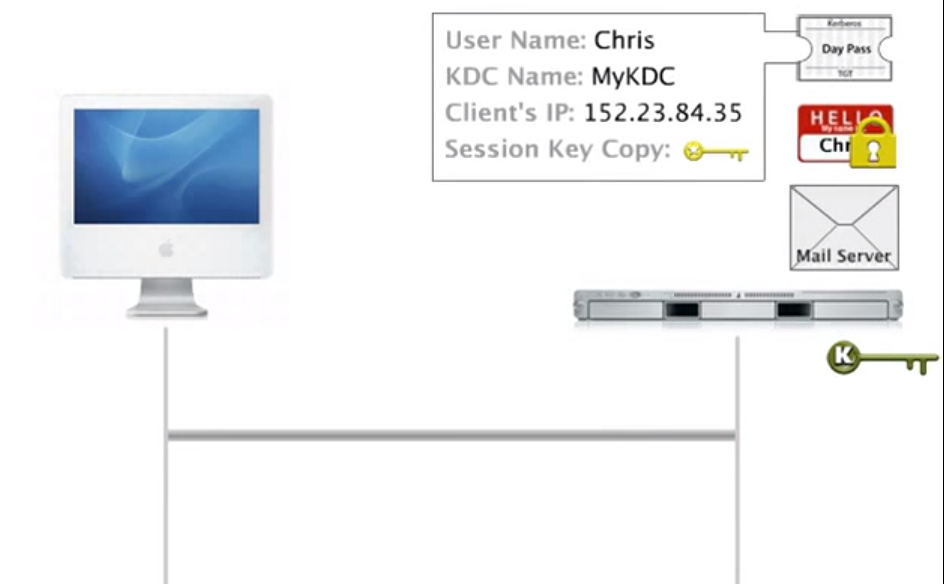 User Name: Chris
KDC Name: MyKDC
Client's IP: 152.23.84.35
Session Key Copy:
Kerberos
Day Pass
TGT
HELLO
My name
Chr
Mail Server
K